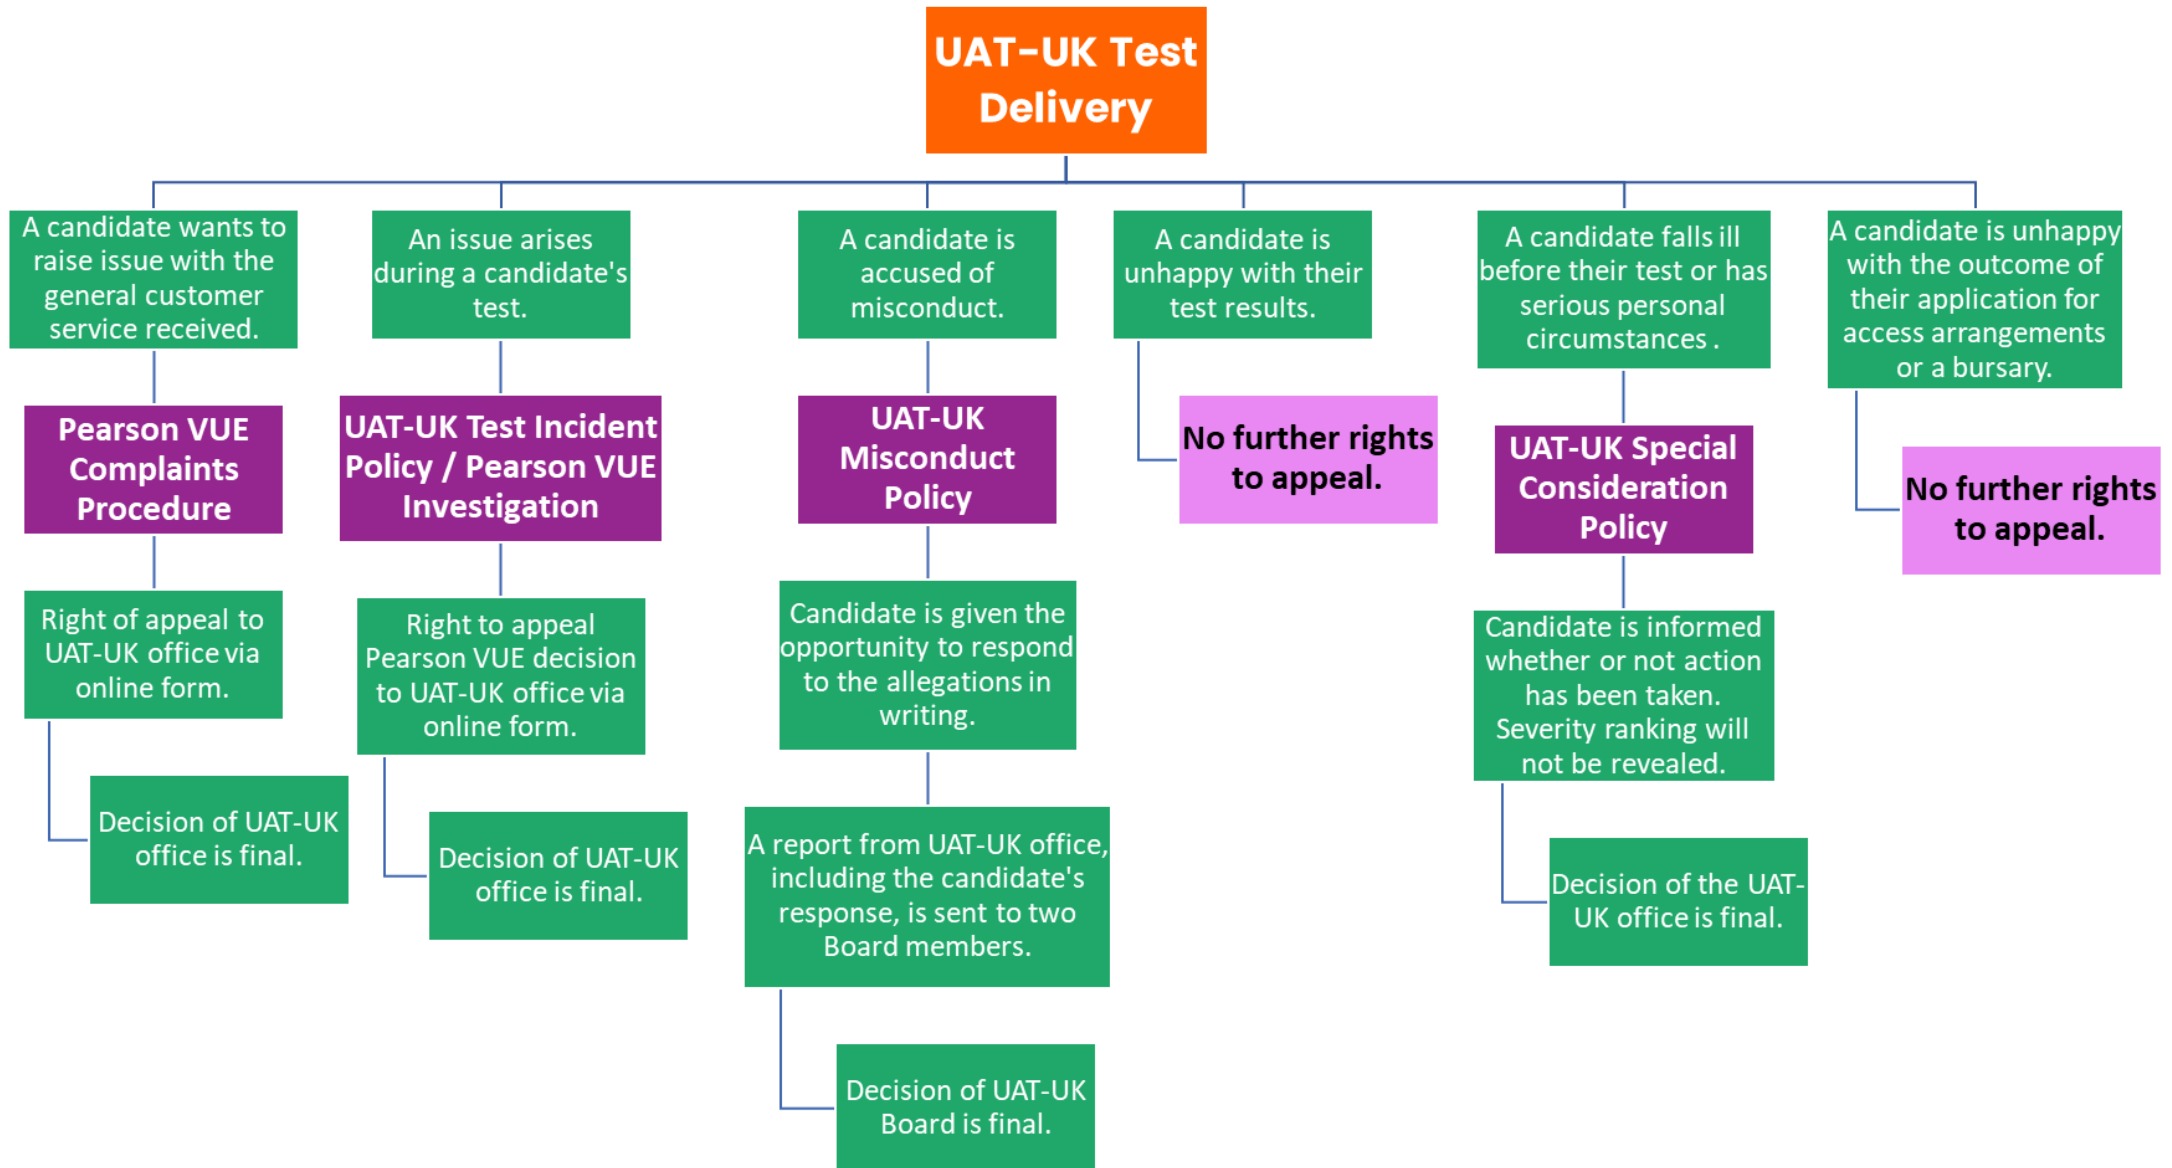 UAT-UK Test
Delivery
A candidate wants to
raise issue with the
general customer
service received.
Pearson VUE
Complaints
Procedure
Right of appeal to
UAT-UK office via
online form.
Decision of UAT-UK
office is final.
An issue arises
during a candidate's
test.
UAT-UK Test Incident
Policy / Pearson VUE
Investigation
Right to appeal
Pearson VUE decision
to UAT-UK office via
online form.
Decision of UAT-UK
office is final.
A candidate is
accused of
misconduct.
UAT-UK
Misconduct
Policy
Candidate is given the
opportunity to respond
to the allegations in
writing.
A report from UAT-UK office,
including the candidate's
response, is sent to two
Board members.
Decision of UAT-UK
Board is final.
A candidate is
unhappy with their
test results.
No further rights
to appeal.
A candidate falls ill
before their test or has
serious personal
circumstances .
UAT-UK Special
Consideration
Policy
Candidate is informed
whether or not action
has been taken.
Severity ranking will
not be revealed.
Decision of the UAT-
UK office is final.
A candidate is unhappy
with the outcome of
their application for
access arrangements
or a bursary.
No further rights
to appeal.